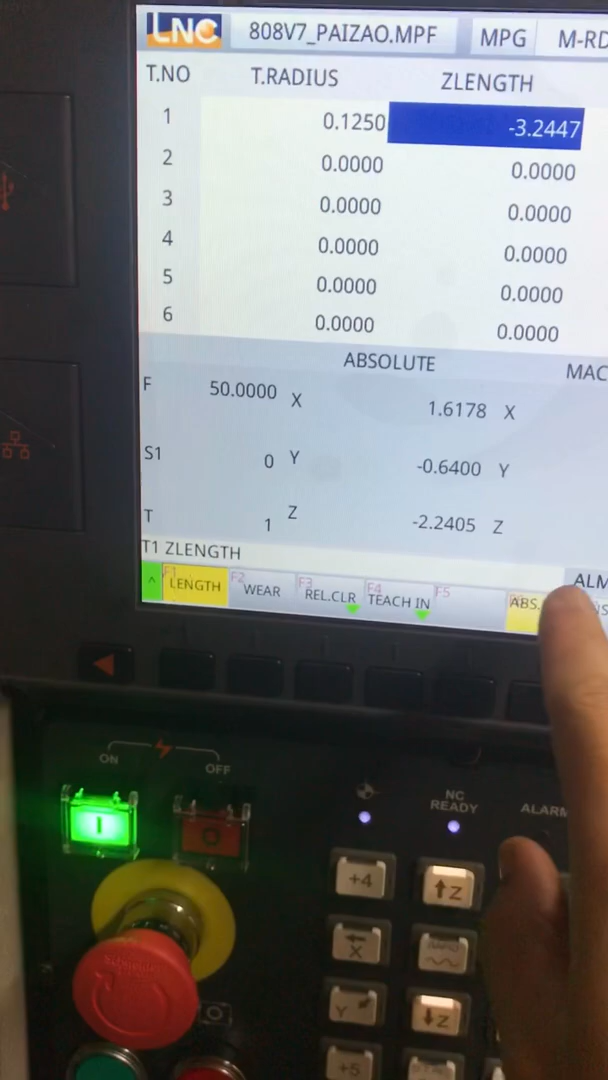 LNC 808V7_PAIZAO.MPF MPG M-RD
T.NO T.RADIUS ZLENGTH
1 0.1250 -3.2447
2 0.0000 0.0000
3 0.0000 0.0000
4 0.0000 0.0000
5 0.0000 0.0000
6 0.0000 0.0000
ABSOLUTE MAC
F 50.0000 X 1.6178 X
S1 0 Y -0.6400 Y
T 1 Z -2.2405 Z
T1 ZLENGTH
ALM
^ F1 LENGTH F2 WEAR F3 REL.CLR F4 TEACH IN F5 ABS.
ON OFF
I O
NC
READY
ALARM
+4 Z
X
Y Z
+5
Schneider
O